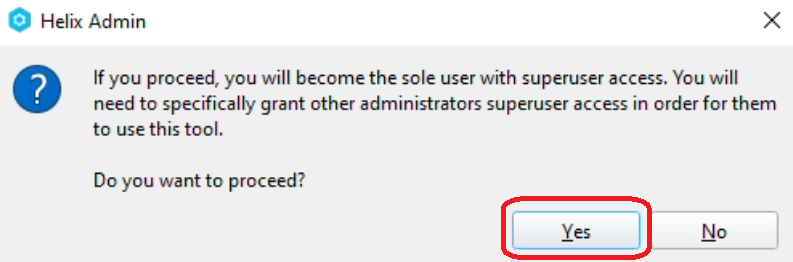 Helix Admin
If you proceed, you will become the sole user with superuser access. You will
need to specifically grant other administrators superuser access in order for them
to use this tool.
Do you want to proceed?
Yes
No